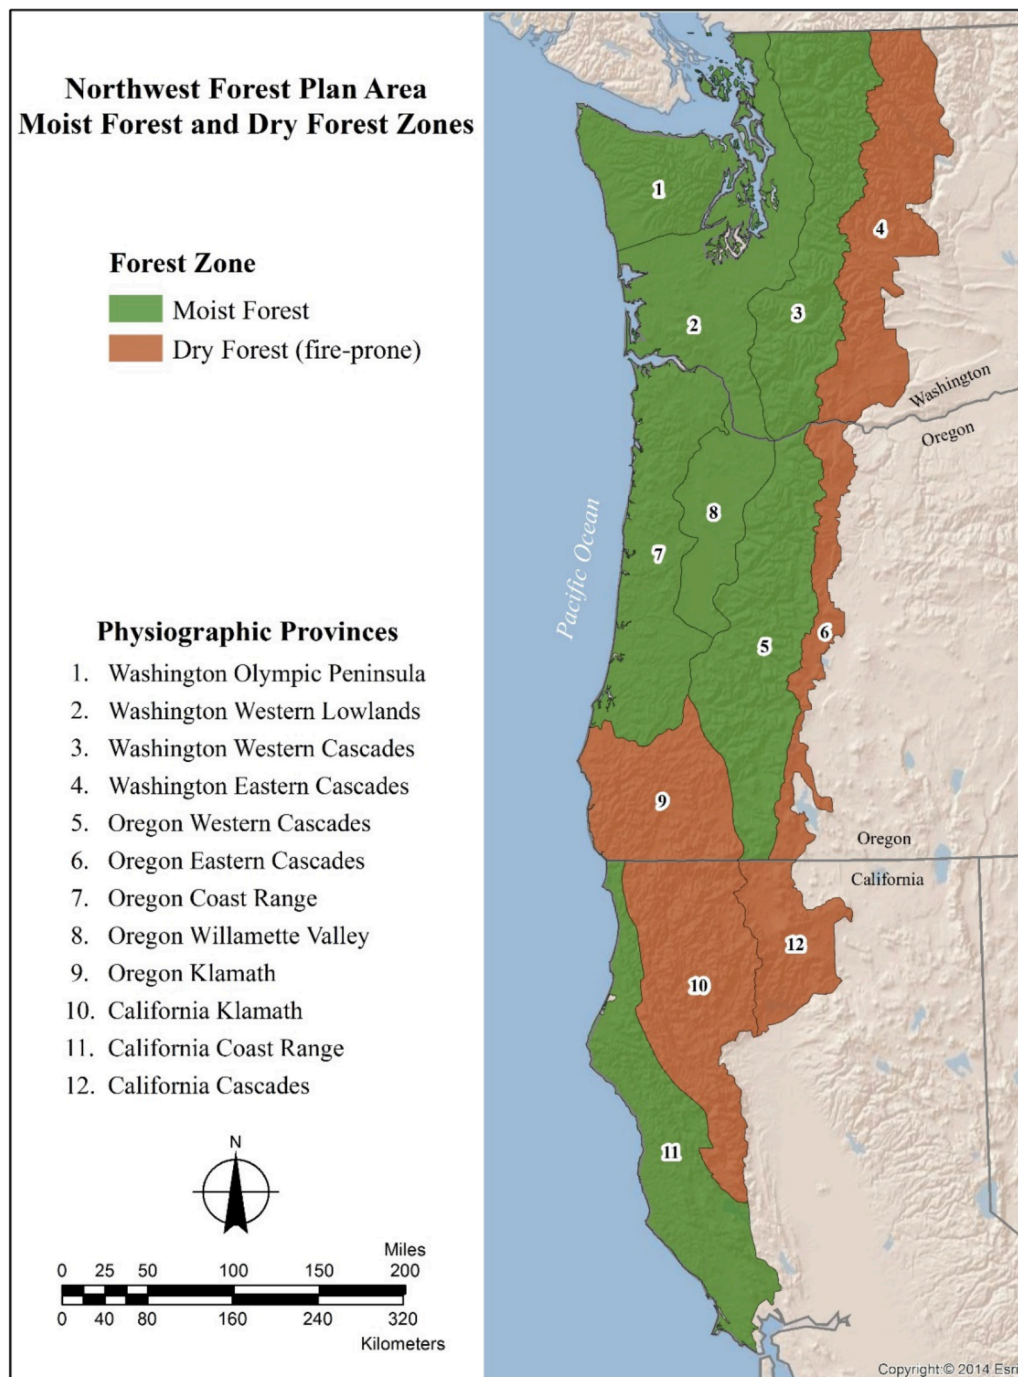 Northwest Forest Plan Area
Moist Forest and Dry Forest Zones
Forest Zone
Moist Forest
Dry Forest (fire-prone)
Physiographic Provinces
1. Washington Olympic Peninsula
2. Washington Western Lowlands
3. Washington Western Cascades
4. Washington Eastern Cascades
5. Oregon Western Cascades
6. Oregon Eastern Cascades
7. Oregon Coast Range
8. Oregon Willamette Valley
9. Oregon Klamath
10. California Klamath
11. California Coast Range
12. California Cascades
N
Miles
0 25 50 100 150 200
0 40 80 160 240 320
Kilometers
1
4
2
3
Washington
Oregon
8
Pacific Ocean
7
6
5
9
Oregon
California
12
10
11
Copyright:© 2014 Esri